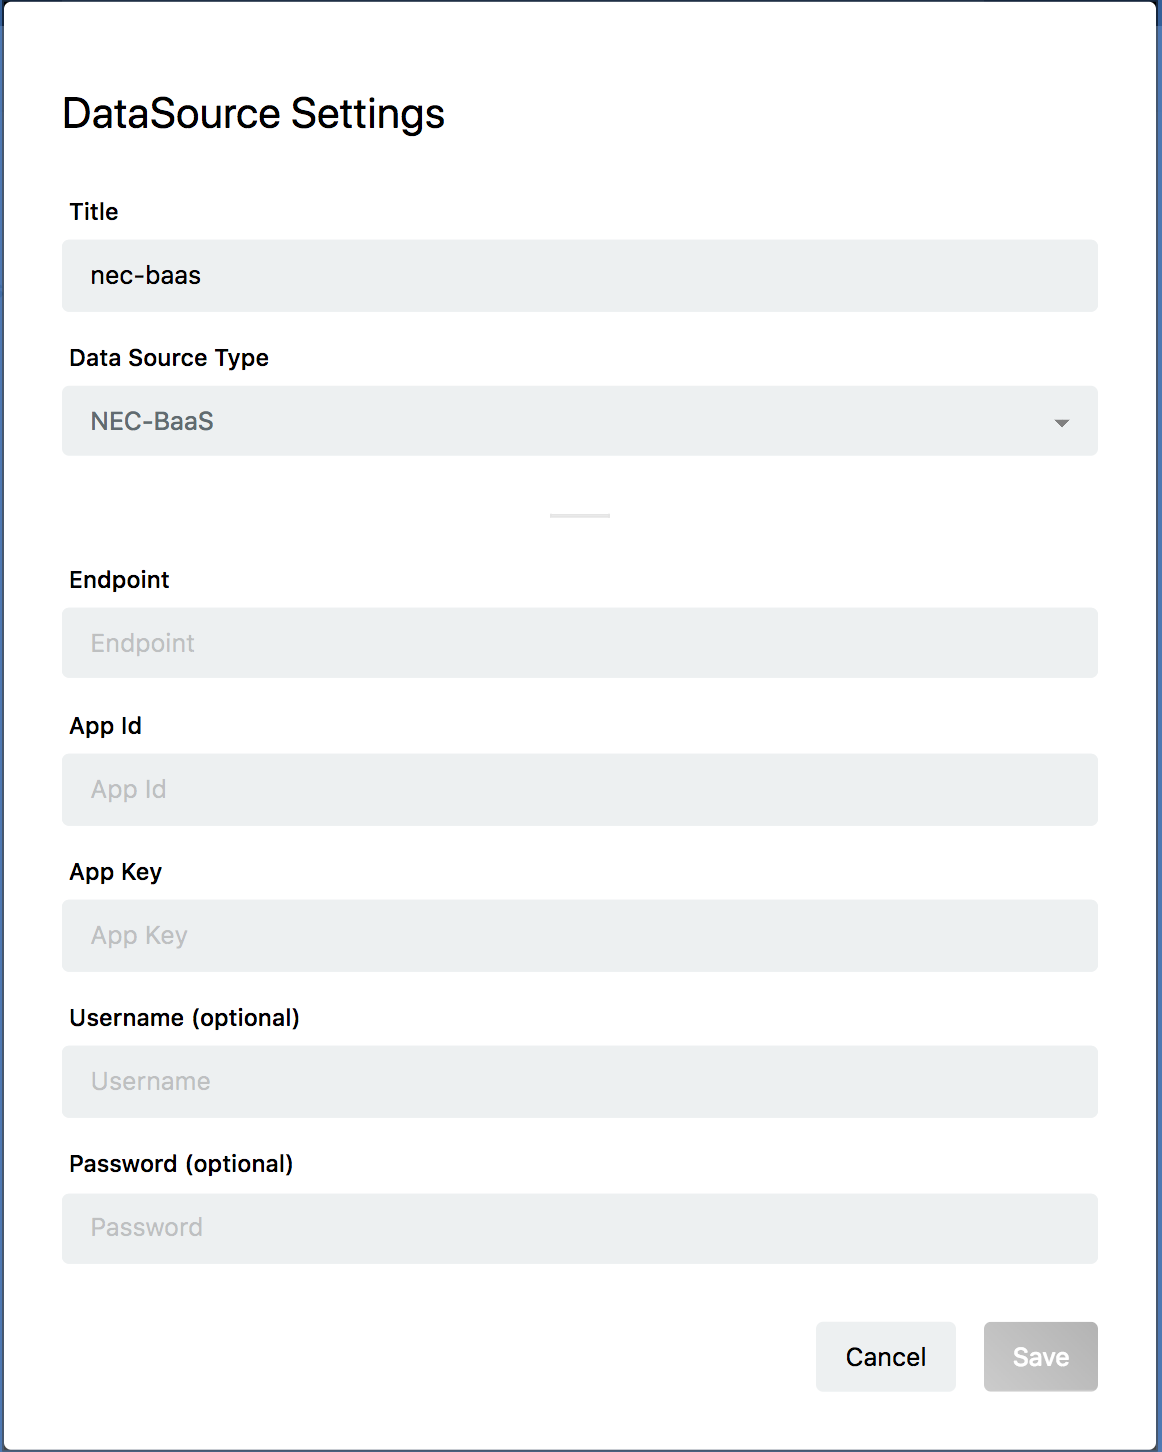 DataSource Settings
Title
nec-baas
Data Source Type
NEC-BaaS
Endpoint
Endpoint
App Id
App Id
App Key
App Key
Username (optional)
Username
Password (optional)
Password
Cancel Save